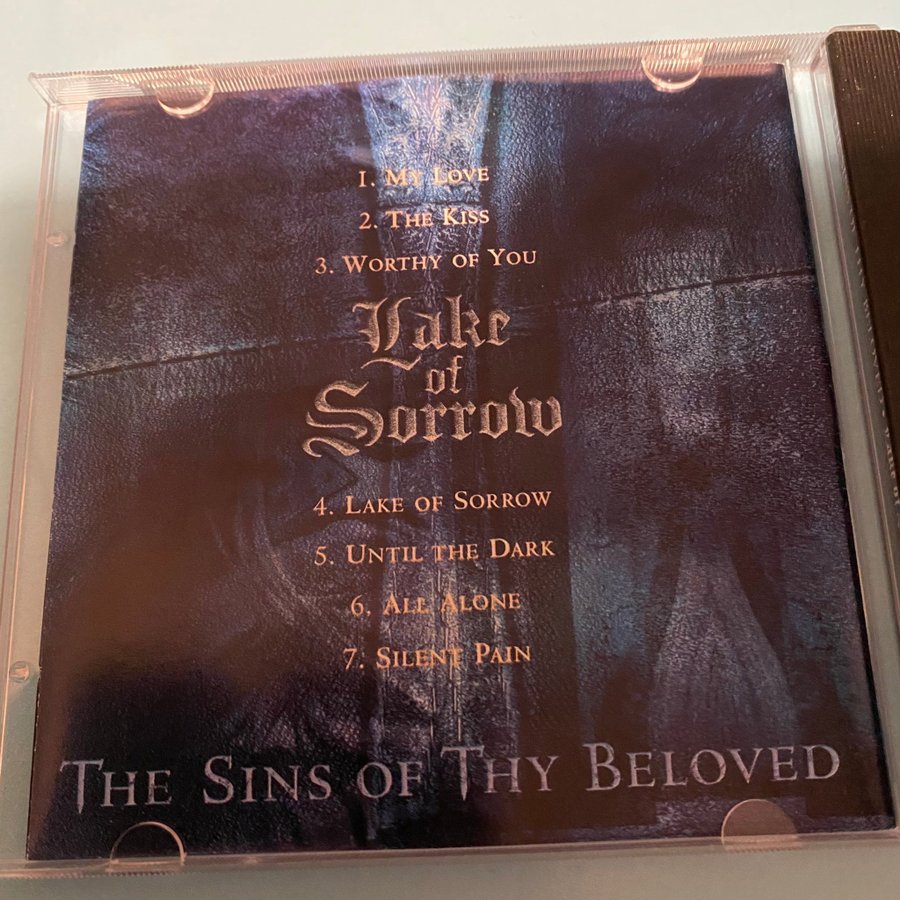 1. My Love
2. The Kiss
3. Worthy of You
Lake
of
Sorrow
4. Lake of Sorrow
5. Until the Dark
6. All Alone
7. Silent Pain
The Sins of Thy Beloved